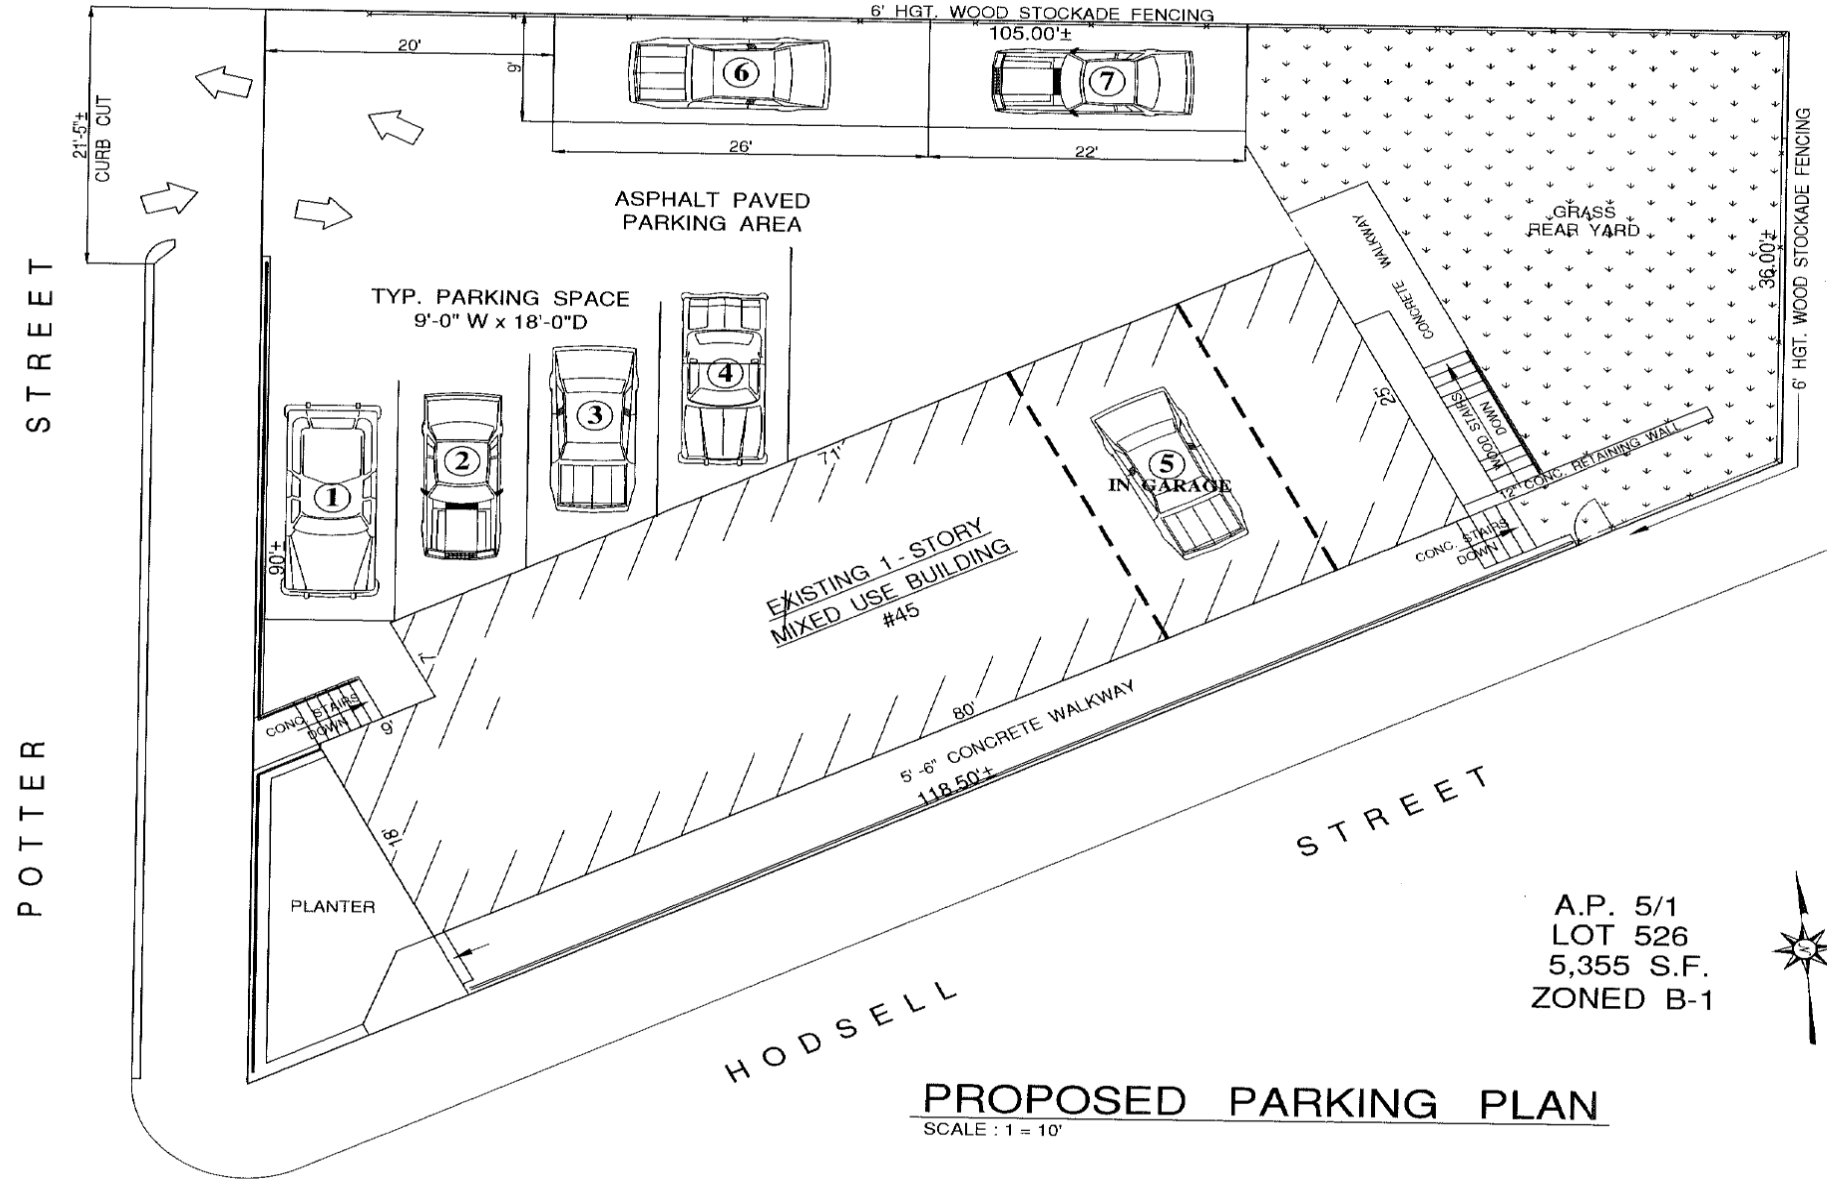 6' HGT. WOOD STOCKADE FENCING
105.00'±
20'
9'
6
7
26'
22'
21'-5"±
CURB CUT
ASPHALT PAVED
PARKING AREA
TYP. PARKING SPACE
9'-0" W x 18'-0"D
GRASS
REAR YARD
36.00'±
6' HGT. WOOD STOCKADE FENCING
CONCRETE WALKWAY
WOOD STAIRS
DOWN
25'
12" CONC. RETAINING WALL
CONC. STAIRS
DOWN
1
2
3
4
5
IN GARAGE
71'
90'±
EXISTING 1 - STORY
MIXED USE BUILDING
#45
7'
9'
CONC. STAIRS
DOWN
18'
80'
5'-6" CONCRETE WALKWAY
118.50'±
PLANTER
POTTER STREET
HODSELL STREET
A.P. 5/1
LOT 526
5,355 S.F.
ZONED B-1
N
PROPOSED PARKING PLAN
SCALE : 1 = 10'